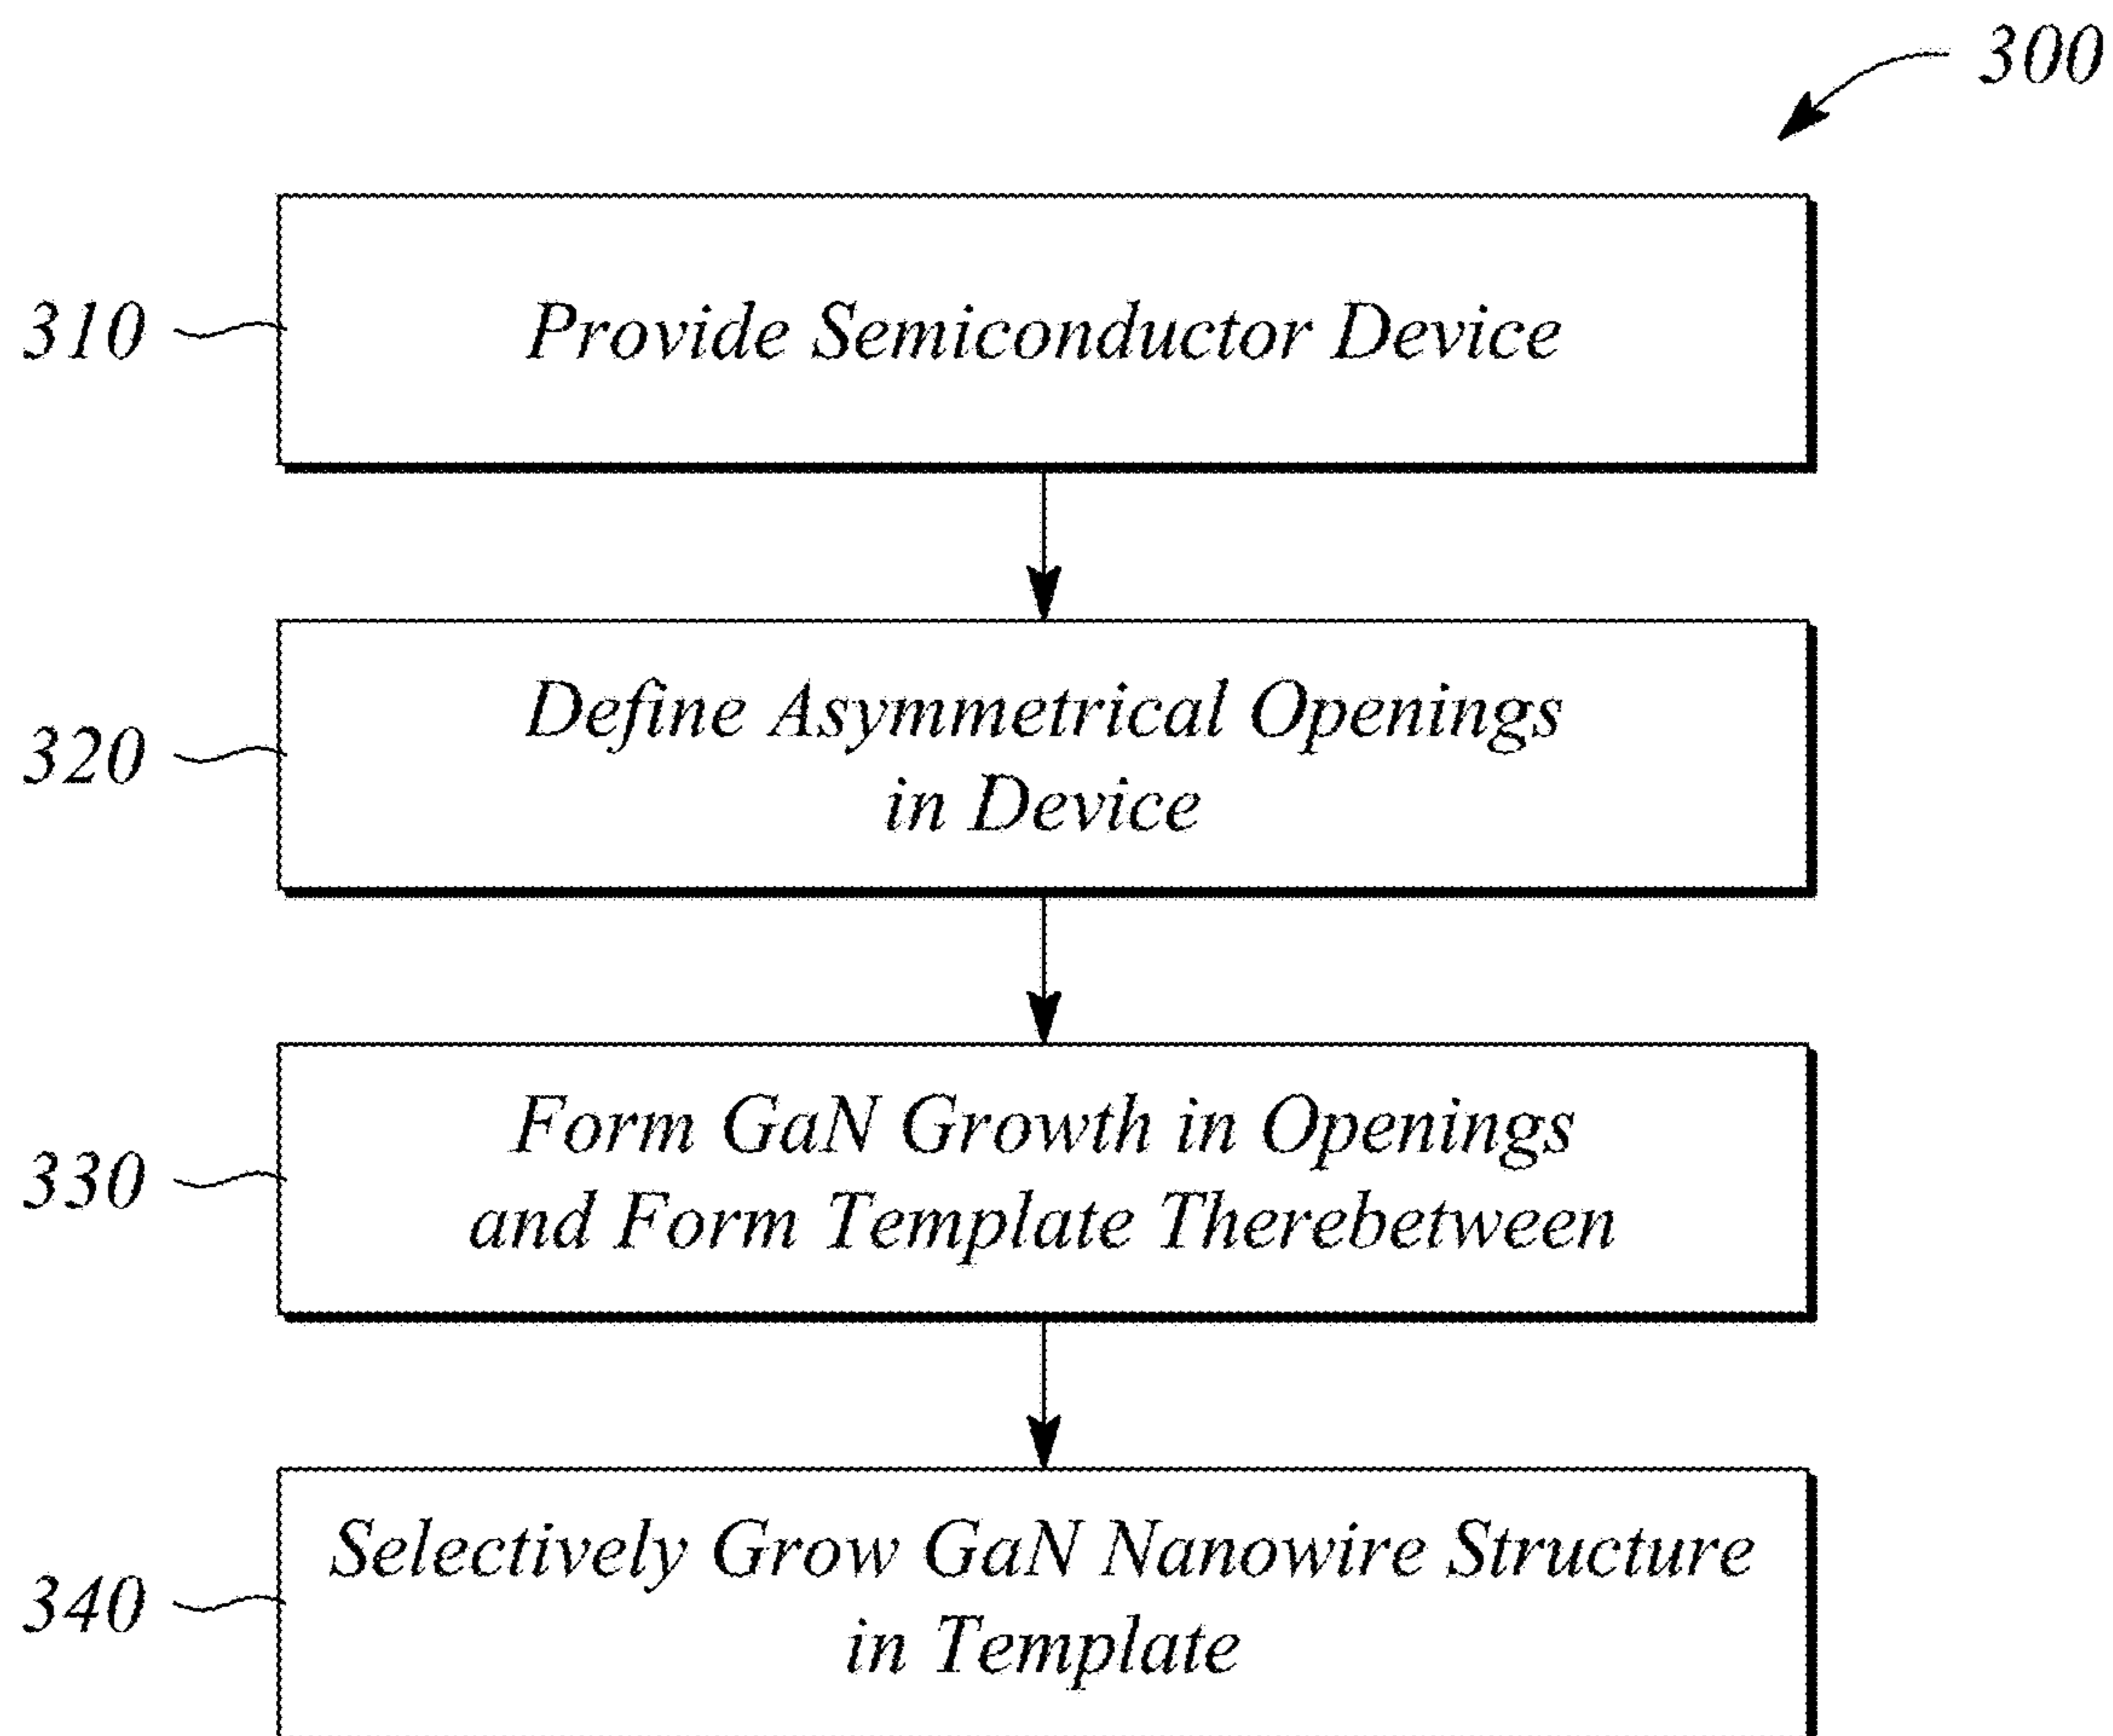 300
310
Provide Semiconductor Device
320
Define Asymmetrical Openings
in Device
330
Form GaN Growth in Openings
and Form Template Therebetween
340
Selectively Grow GaN Nanowire Structure
in Template